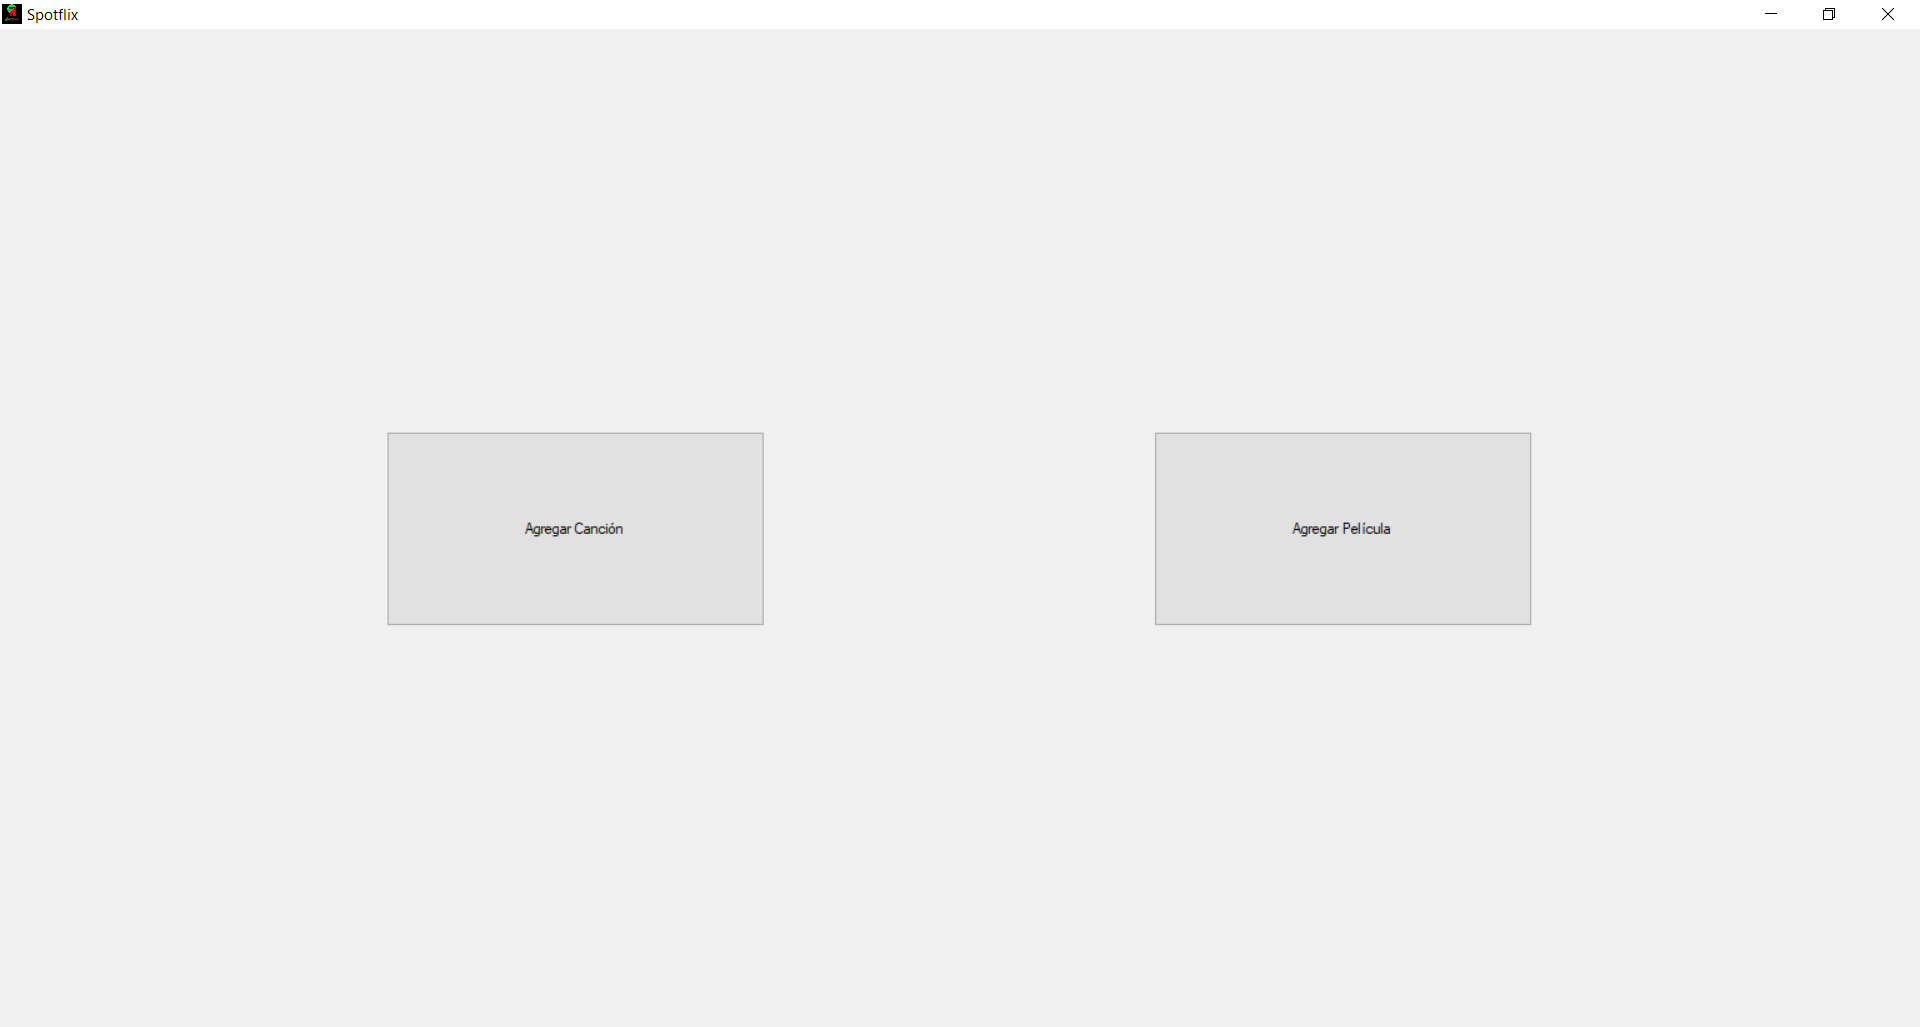 Spotflix
Agregar Canción
Agregar Película